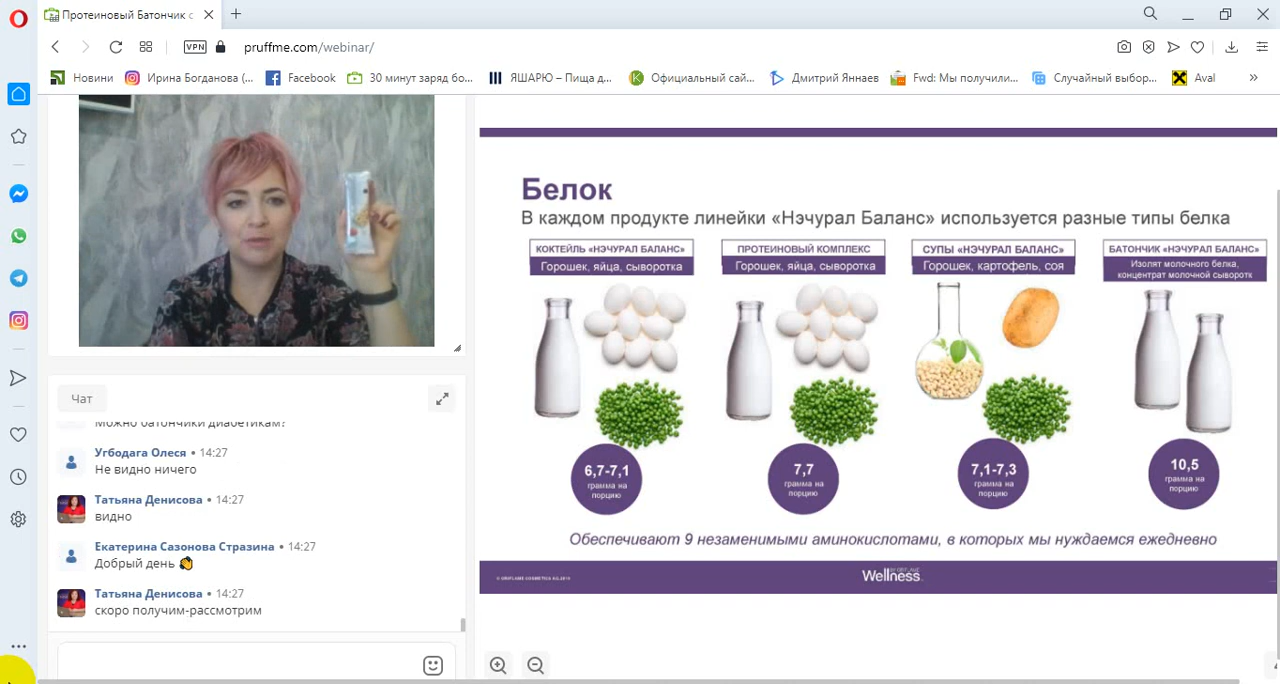 Протеиновый Батончик с
VPN
pruffme.com/webinar/
Новини
Ирина Богданова (...
Facebook
30 минут заряд бо...
ЯШАРЮ – Пища д...
Официальный сай...
Дмитрий Яннаев
Fwd: Мы получили...
Случайный выбор...
Aval
Чат
Можно батончики диабетикам?
Угбодага Олеся • 14:27
Не видно ничего
Татьяна Денисова • 14:27
видно
Екатерина Сазонова Стразина • 14:27
Добрый день 👏
Татьяна Денисова • 14:27
скоро получим-рассмотрим
Белок
В каждом продукте линейки «Нэчурал Баланс» используется разные типы белка
КОКТЕЙЛЬ «НЭЧУРАЛ БАЛАНС»
Горошек, яйца, сыворотка
6,7-7,1
грамма на
порцию
ПРОТЕИНОВЫЙ КОМПЛЕКС
Горошек, яйца, сыворотка
7,7
грамма на
порцию
СУПЫ «НЭЧУРАЛ БАЛАНС»
Горошек, картофель, соя
7,1-7,3
грамма на
порцию
БАТОНЧИК «НЭЧУРАЛ БАЛАНС»
Изолят молочного белка,
концентрат молочной сыворотк
10,5
грамма на
порцию
Обеспечивают 9 незаменимыми аминокислотами, в которых мы нуждаемся ежедневно
Wellness